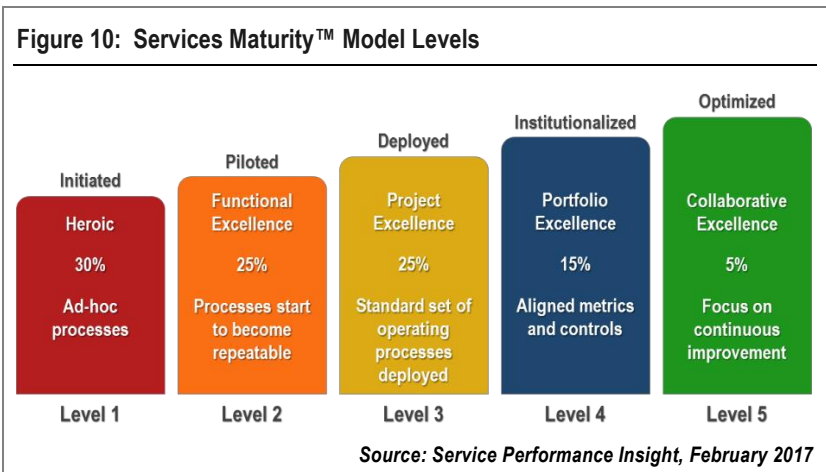 Figure 10: Services Maturity™ Model Levels
Initiated
Heroic
30%
Ad-hoc
processes
Level 1
Piloted
Functional
Excellence
25%
Processes start
to become
repeatable
Level 2
Deployed
Project
Excellence
25%
Standard set of
operating
processes
deployed
Level 3
Institutionalized
Portfolio
Excellence
15%
Aligned metrics
and controls
Level 4
Optimized
Collaborative
Excellence
5%
Focus on
continuous
improvement
Level 5
Source: Service Performance Insight, February 2017